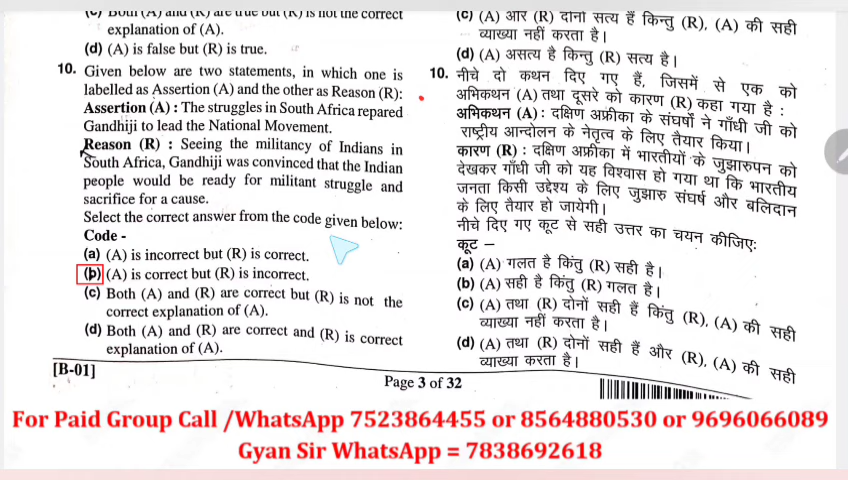 (c) Both (A) and (R) are true but (R) is not the correct
explanation of (A).
(d) (A) is false but (R) is true.
10. Given below are two statements, in which one is
labelled as Assertion (A) and the other as Reason (R):
Assertion (A) : The struggles in South Africa repared
Gandhiji to lead the National Movement.
Reason (R) : Seeing the militancy of Indians in
South Africa, Gandhiji was convinced that the Indian
people would be ready for militant struggle and
sacrifice for a cause.
Select the correct answer from the code given below:
Code -
(a) (A) is incorrect but (R) is correct.
(b) (A) is correct but (R) is incorrect.
(c) Both (A) and (R) are correct but (R) is not the
correct explanation of (A).
(d) Both (A) and (R) are correct and (R) is correct
explanation of (A).
(c) (A) और (R) दोनों सत्य हैं किन्तु (R), (A) की सही
व्याख्या नहीं करता है।
(d) (A) असत्य है किन्तु (R) सत्य है।
10. नीचे दो कथन दिए गए हैं, जिसमें से एक को
अभिकथन (A) तथा दूसरे को कारण (R) कहा गया है :
अभिकथन (A) : दक्षिण अफ्रीका के संघर्षों ने गाँधी जी को
राष्ट्रीय आन्दोलन के नेतृत्व के लिए तैयार किया।
कारण (R) : दक्षिण अफ्रीका में भारतीयों के जुझारुपन को
देखकर गाँधी जी को यह विश्वास हो गया था कि भारतीय
जनता किसी उद्देश्य के लिए जुझारु संघर्ष और बलिदान
के लिए तैयार हो जायेगी।
नीचे दिए गए कूट से सही उत्तर का चयन कीजिए:
कूट –
(a) (A) गलत है किंतु (R) सही है।
(b) (A) सही है किंतु (R) गलत है।
(c) (A) तथा (R) दोनों सही हैं किंतु (R), (A) की सही
व्याख्या नहीं करता है।
(d) (A) तथा (R) दोनों सही हैं और (R), (A) की सही
व्याख्या करता है।
[B-01]
Page 3 of 32
For Paid Group Call /WhatsApp 7523864455 or 8564880530 or 9696066089
Gyan Sir WhatsApp = 7838692618